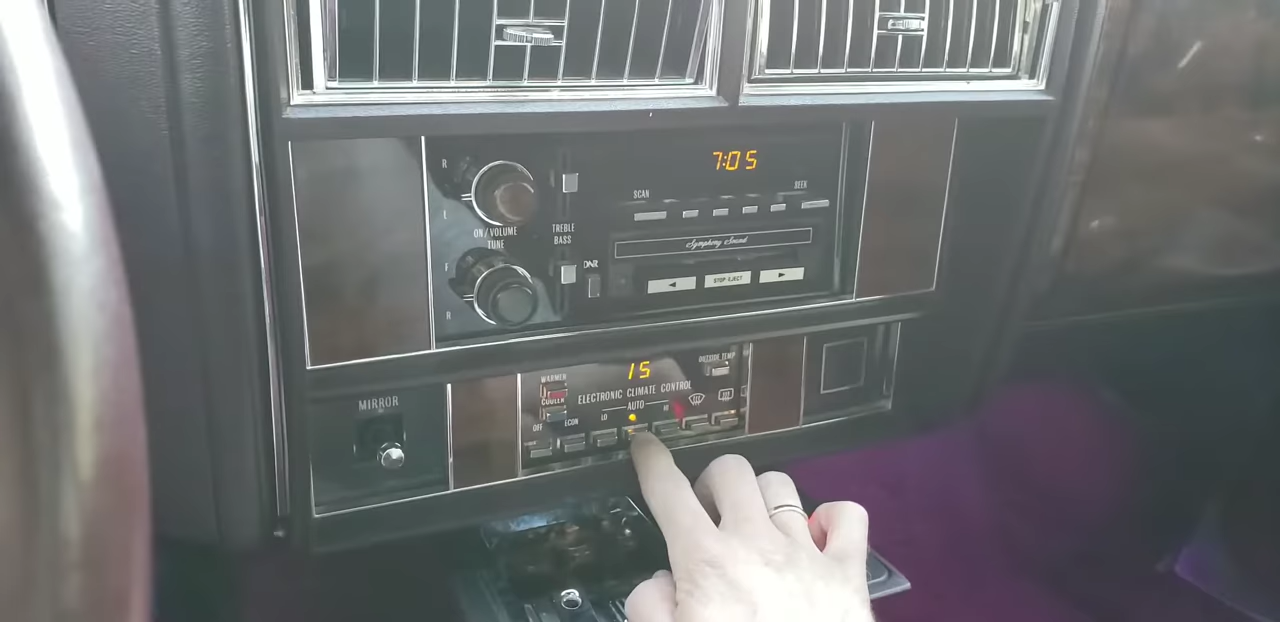 R
7:05
SCAN
SEEK
L
ON/VOLUME
TUNE
TREBLE
BASS
Symphony Sound
F
DNR
STOP EJECT
R
15
OUTSIDE TEMP
WARMER
COOLER
ELECTRONIC CLIMATE CONTROL
AUTO
LO
HI
OFF
ECON
MIRROR